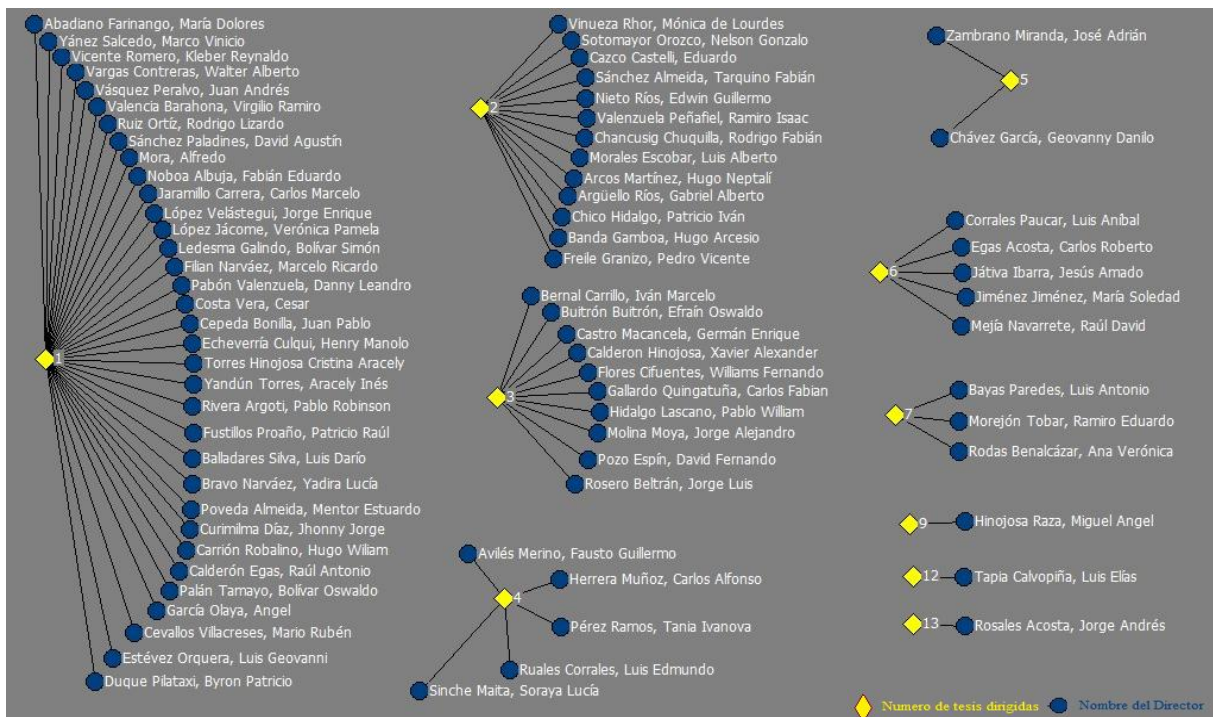 Abadiano Farinango, María Dolores
Yánez Salcedo, Marco Vinicio
Vicente Romero, Kleber Reynaldo
Vargas Contreras, Walter Alberto
Vásquez Peralvo, Juan Andrés
Valencia Barahona, Virgilio Ramiro
Ruiz Ortíz, Rodrigo Lizardo
Sánchez Paladines, David Agustín
Mora, Alfredo
Noboa Albuja, Fabián Eduardo
Jaramillo Carrera, Carlos Marcelo
López Velástegui, Jorge Enrique
López Jácome, Verónica Pamela
Ledesma Galindo, Bolívar Simón
Filian Narváez, Marcelo Ricardo
Pabón Valenzuela, Danny Leandro
Costa Vera, Cesar
Cepeda Bonilla, Juan Pablo
Echeverría Culqui, Henry Manolo
1
Torres Hinojosa Cristina Aracely
Yandún Torres, Aracely Inés
Rivera Argoti, Pablo Robinson
Fustillos Proaño, Patricio Raúl
Balladares Silva, Luis Darío
Bravo Narváez, Yadira Lucía
Poveda Almeida, Mentor Estuardo
Curimilma Díaz, Jhonny Jorge
Carrión Robalino, Hugo Wiliam
Calderón Egas, Raúl Antonio
Palán Tamayo, Bolívar Oswaldo
García Olaya, Angel
Cevallos Villacreses, Mario Rubén
Estévez Orquera, Luis Geovanni
Duque Pilataxi, Byron Patricio
Vinueza Rhor, Mónica de Lourdes
Sotomayor Orozco, Nelson Gonzalo
Cazco Castelli, Eduardo
Sánchez Almeida, Tarquino Fabián
Nieto Ríos, Edwin Guillermo
2
Valenzuela Peñafiel, Ramiro Isaac
Chancusig Chuquilla, Rodrigo Fabián
Morales Escobar, Luis Alberto
Arcos Martínez, Hugo Neptalí
Argüello Ríos, Gabriel Alberto
Chico Hidalgo, Patricio Iván
Banda Gamboa, Hugo Arcesio
Freile Granizo, Pedro Vicente
Bernal Carrillo, Iván Marcelo
Buitrón Buitrón, Efraín Oswaldo
Castro Macancela, Germán Enrique
Calderon Hinojosa, Xavier Alexander
Flores Cifuentes, Williams Fernando
Gallardo Quingatuña, Carlos Fabian
3
Hidalgo Lascano, Pablo William
Molina Moya, Jorge Alejandro
Pozo Espín, David Fernando
Rosero Beltrán, Jorge Luis
Avilés Merino, Fausto Guillermo
Herrera Muñoz, Carlos Alfonso
4
Pérez Ramos, Tania Ivanova
Ruales Corrales, Luis Edmundo
Sinche Maita, Soraya Lucía
Zambrano Miranda, José Adrián
5
Chávez García, Geovanny Danilo
Corrales Paucar, Luis Aníbal
Egas Acosta, Carlos Roberto
6
Játiva Ibarra, Jesús Amado
Jiménez Jiménez, María Soledad
Mejía Navarrete, Raúl David
Bayas Paredes, Luis Antonio
7
Morejón Tobar, Ramiro Eduardo
Rodas Benalcázar, Ana Verónica
9 Hinojosa Raza, Miguel Angel
12 Tapia Calvopiña, Luis Elías
13 Rosales Acosta, Jorge Andrés
Numero de tesis dirigidas
Nombre del Director